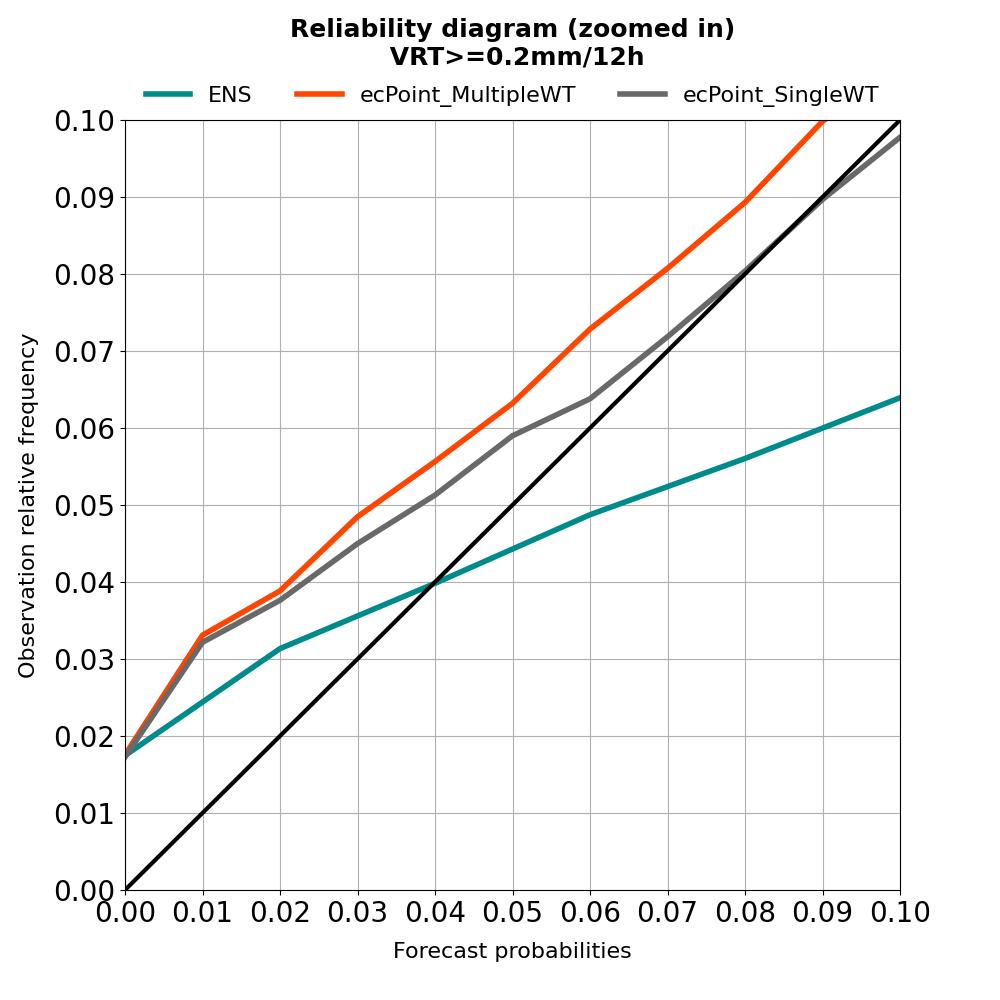 Reliability diagram (zoomed in)
VRT>=0.2mm/12h
ENS ecPoint_MultipleWT ecPoint_SingleWT
0.10
0.09
0.08
0.07
0.06
0.05
0.04
0.03
0.02
0.01
0.00
Observation relative frequency
0.00 0.01 0.02 0.03 0.04 0.05 0.06 0.07 0.08 0.09 0.10
Forecast probabilities